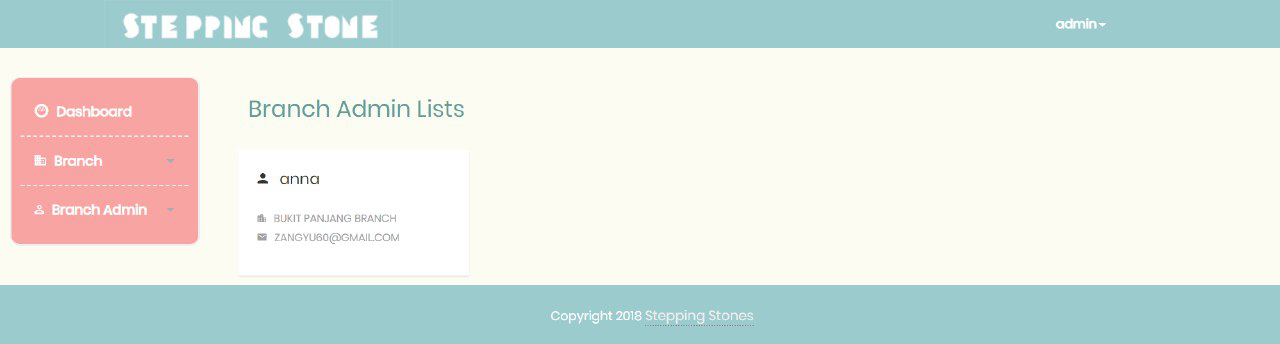 STEPPING STONE
admin
Dashboard
Branch
Branch Admin
Branch Admin Lists
anna
BUKIT PANJANG BRANCH
ZANGYU60@GMAIL.COM
Copyright 2018 Stepping Stones